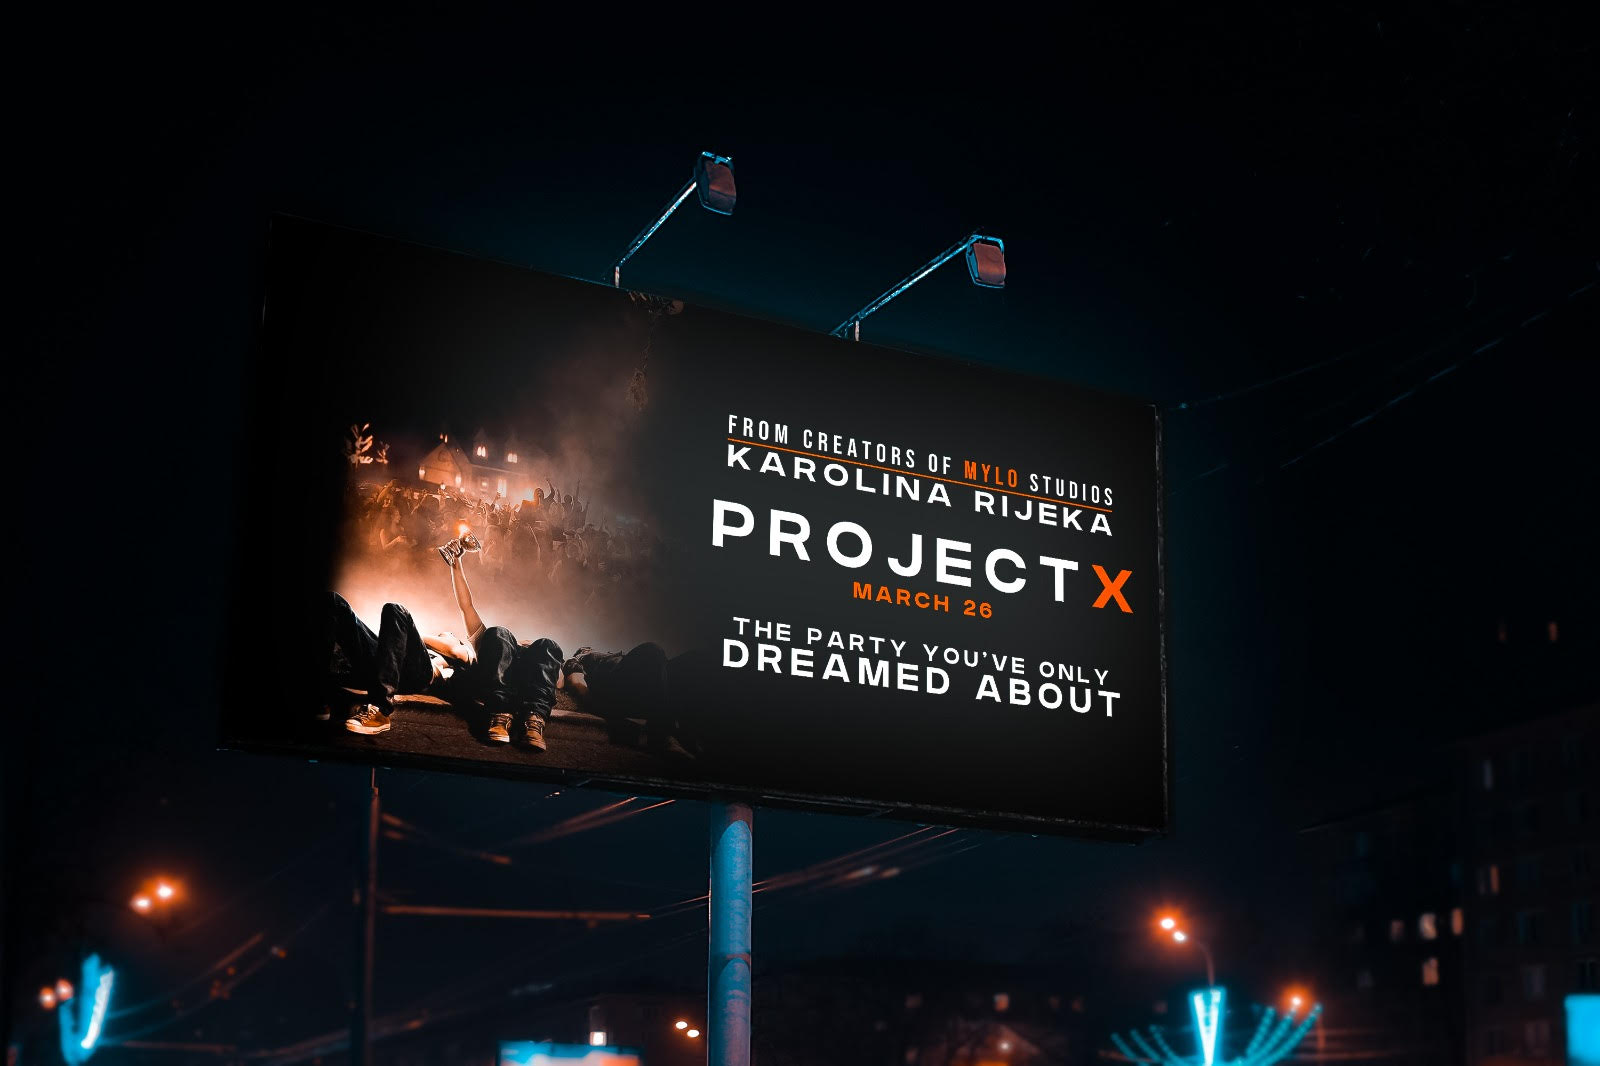 FROM CREATORS OF MYLO STUDIOS
KAROLINA RIJEKA
PROJECT X
MARCH 26
THE PARTY YOU'VE ONLY
DREAMED ABOUT